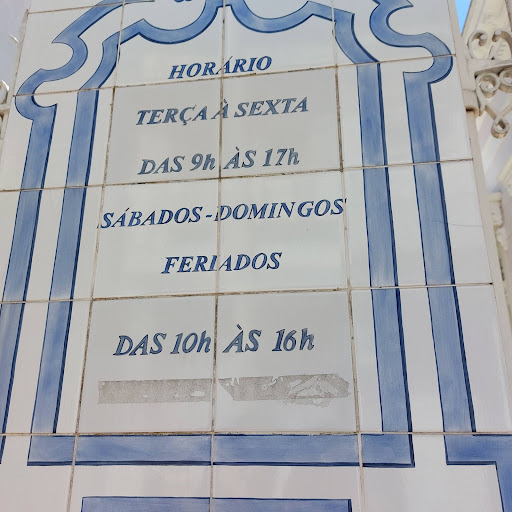 HORÁRIO
TERÇA À SEXTA
DAS 9h ÀS 17h
SÁBADOS-DOMINGOS
FERIADOS
DAS 10h ÀS 16h